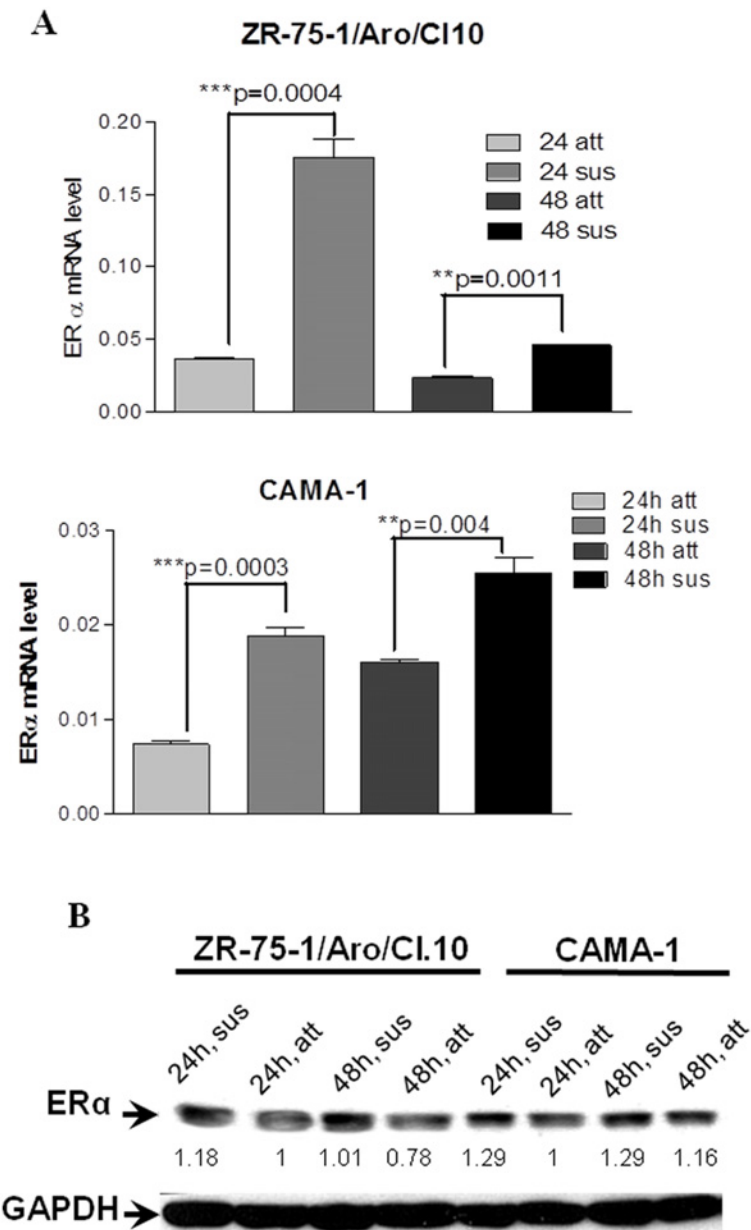 A
ZR-75-1/Aro/Cl10
***p=0.0004
0.20
0.15
0.10
0.05
0.00
ER α mRNA level
**p=0.0011
24 att
24 sus
48 att
48 sus
CAMA-1
***p=0.0003
**p=0.004
0.03
0.02
0.01
0.00
ERα mRNA level
24h att
24h sus
48h att
48h sus
B
ZR-75-1/Aro/Cl.10 CAMA-1
24h, sus 24h, att 48h, sus 48h, att 24h, sus 24h, att 48h, sus 48h, att
ERα
1.18 1 1.01 0.78 1.29 1 1.29 1.16
GAPDH